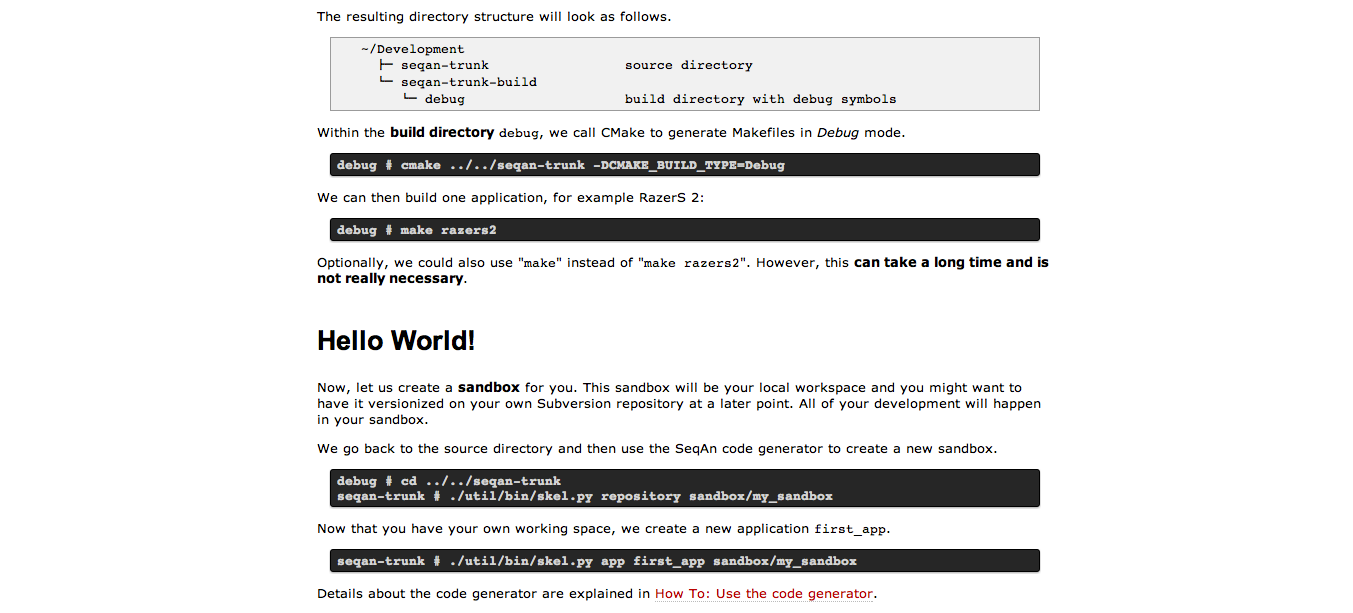 The resulting directory structure will look as follows.
~/Development
├─ seqan-trunk source directory
└─ seqan-trunk-build
└─ debug build directory with debug symbols
Within the build directory debug, we call CMake to generate Makefiles in Debug mode.
debug # cmake ../../seqan-trunk -DCMAKE_BUILD_TYPE=Debug
We can then build one application, for example RazerS 2:
debug # make razers2
Optionally, we could also use "make" instead of "make razers2". However, this can take a long time and is
not really necessary.
Hello World!
Now, let us create a sandbox for you. This sandbox will be your local workspace and you might want to
have it versionized on your own Subversion repository at a later point. All of your development will happen
in your sandbox.
We go back to the source directory and then use the SeqAn code generator to create a new sandbox.
debug # cd ../../seqan-trunk
seqan-trunk # ./util/bin/skel.py repository sandbox/my_sandbox
Now that you have your own working space, we create a new application first_app.
seqan-trunk # ./util/bin/skel.py app first_app sandbox/my_sandbox
Details about the code generator are explained in How To: Use the code generator.